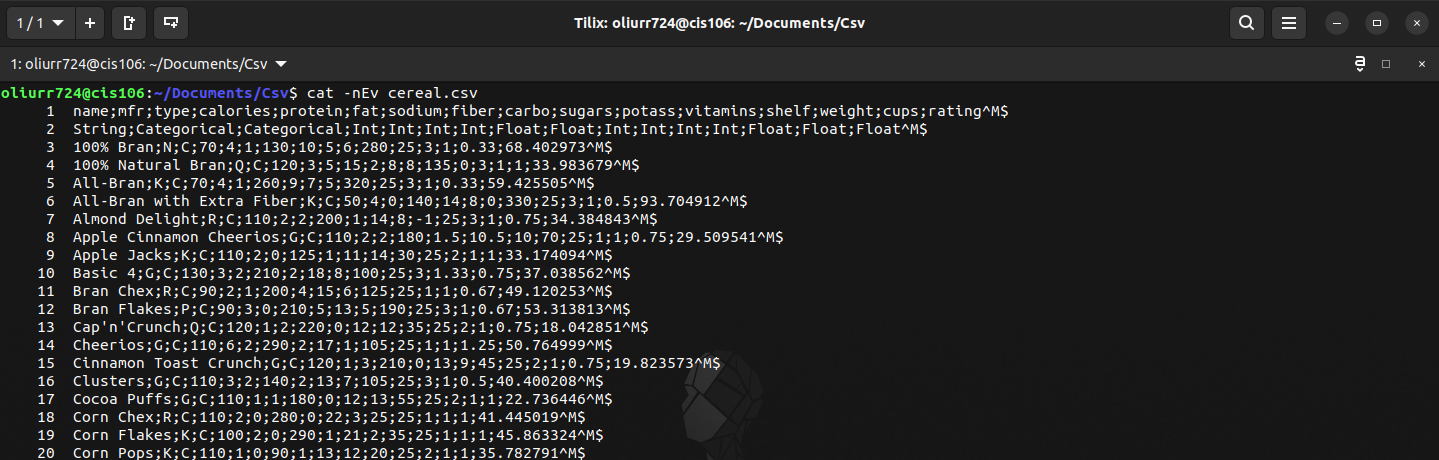 1 / 1
Tilix: oliurr724@cis106: ~/Documents/Csv
1: oliurr724@cis106: ~/Documents/Csv
oliurr724@cis106:~/Documents/Csv$ cat -nEv cereal.csv
1 name;mfr;type;calories;protein;fat;sodium;fiber;carbo;sugars;potass;vitamins;shelf;weight;cups;rating^M$
2 String;Categorical;Categorical;Int;Int;Int;Int;Float;Float;Int;Int;Int;Int;Float;Float;Float^M$
3 100% Bran;N;C;70;4;1;130;10;5;6;280;25;3;1;0.33;68.402973^M$
4 100% Natural Bran;Q;C;120;3;5;15;2;8;8;135;0;3;1;1;33.983679^M$
5 All-Bran;K;C;70;4;1;260;9;7;5;320;25;3;1;0.33;59.425505^M$
6 All-Bran with Extra Fiber;K;C;50;4;0;140;14;8;0;330;25;3;1;0.5;93.704912^M$
7 Almond Delight;R;C;110;2;2;200;1;14;8;-1;25;3;1;0.75;34.384843^M$
8 Apple Cinnamon Cheerios;G;C;110;2;2;180;1.5;10.5;10;70;25;1;1;0.75;29.509541^M$
9 Apple Jacks;K;C;110;2;0;125;1;11;14;30;25;2;1;1;33.174094^M$
10 Basic 4;G;C;130;3;2;210;2;18;8;100;25;3;1.33;0.75;37.038562^M$
11 Bran Chex;R;C;90;2;1;200;4;15;6;125;25;1;1;0.67;49.120253^M$
12 Bran Flakes;P;C;90;3;0;210;5;13;5;190;25;3;1;0.67;53.313813^M$
13 Cap'n'Crunch;Q;C;120;1;2;220;0;12;12;35;25;2;1;0.75;18.042851^M$
14 Cheerios;G;C;110;6;2;290;2;17;1;105;25;1;1;1.25;50.764999^M$
15 Cinnamon Toast Crunch;G;C;120;1;3;210;0;13;9;45;25;2;1;0.75;19.823573^M$
16 Clusters;G;C;110;3;2;140;2;13;7;105;25;3;1;0.5;40.400208^M$
17 Cocoa Puffs;G;C;110;1;1;180;0;12;13;55;25;2;1;1;22.736446^M$
18 Corn Chex;R;C;110;2;0;280;0;22;3;25;25;1;1;1;41.445019^M$
19 Corn Flakes;K;C;100;2;0;290;1;21;2;35;25;1;1;1;45.863324^M$
20 Corn Pops;K;C;110;1;0;90;1;13;12;20;25;2;1;1;35.782791^M$